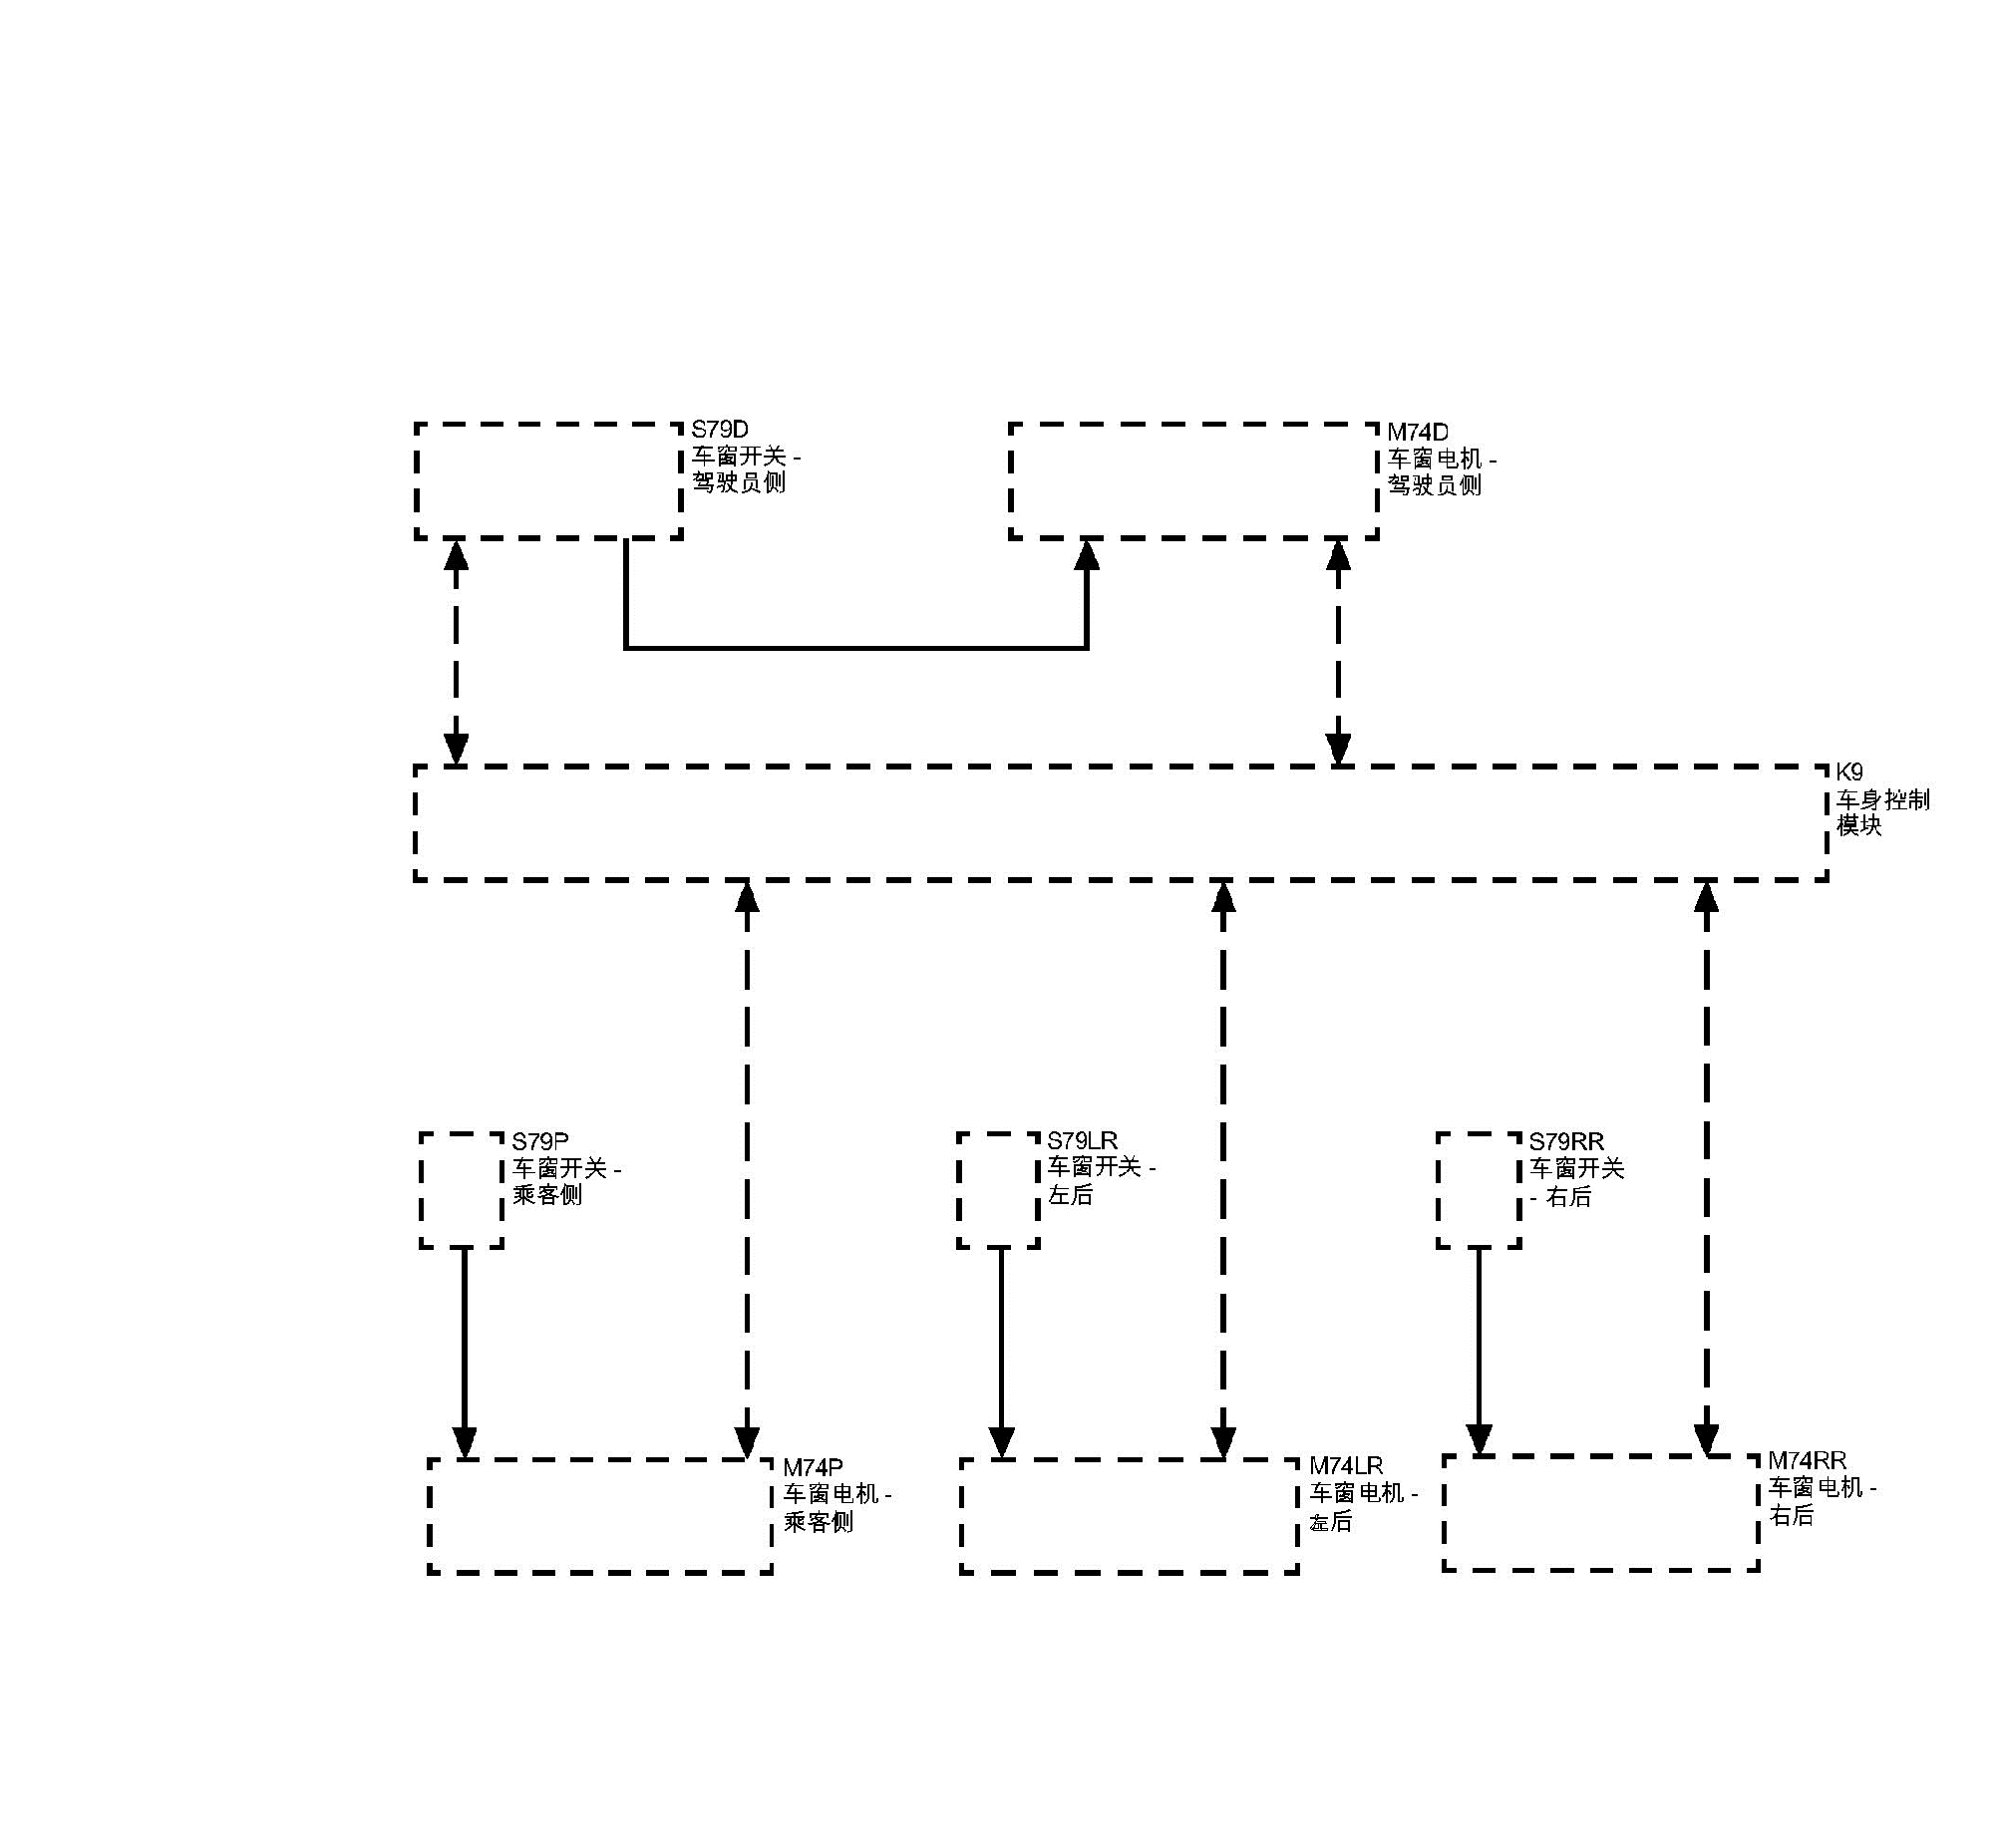 S79D
车窗开关 -
驾驶员侧
M74D
车窗电机 -
驾驶员侧
K9
车身控制
模块
S79P
车窗开关 -
乘客侧
S79LR
车窗开关 -
左后
S79RR
车窗开关
- 右后
M74P
车窗电机 -
乘客侧
M74LR
车窗电机 -
左后
M74RR
车窗电机 -
右后